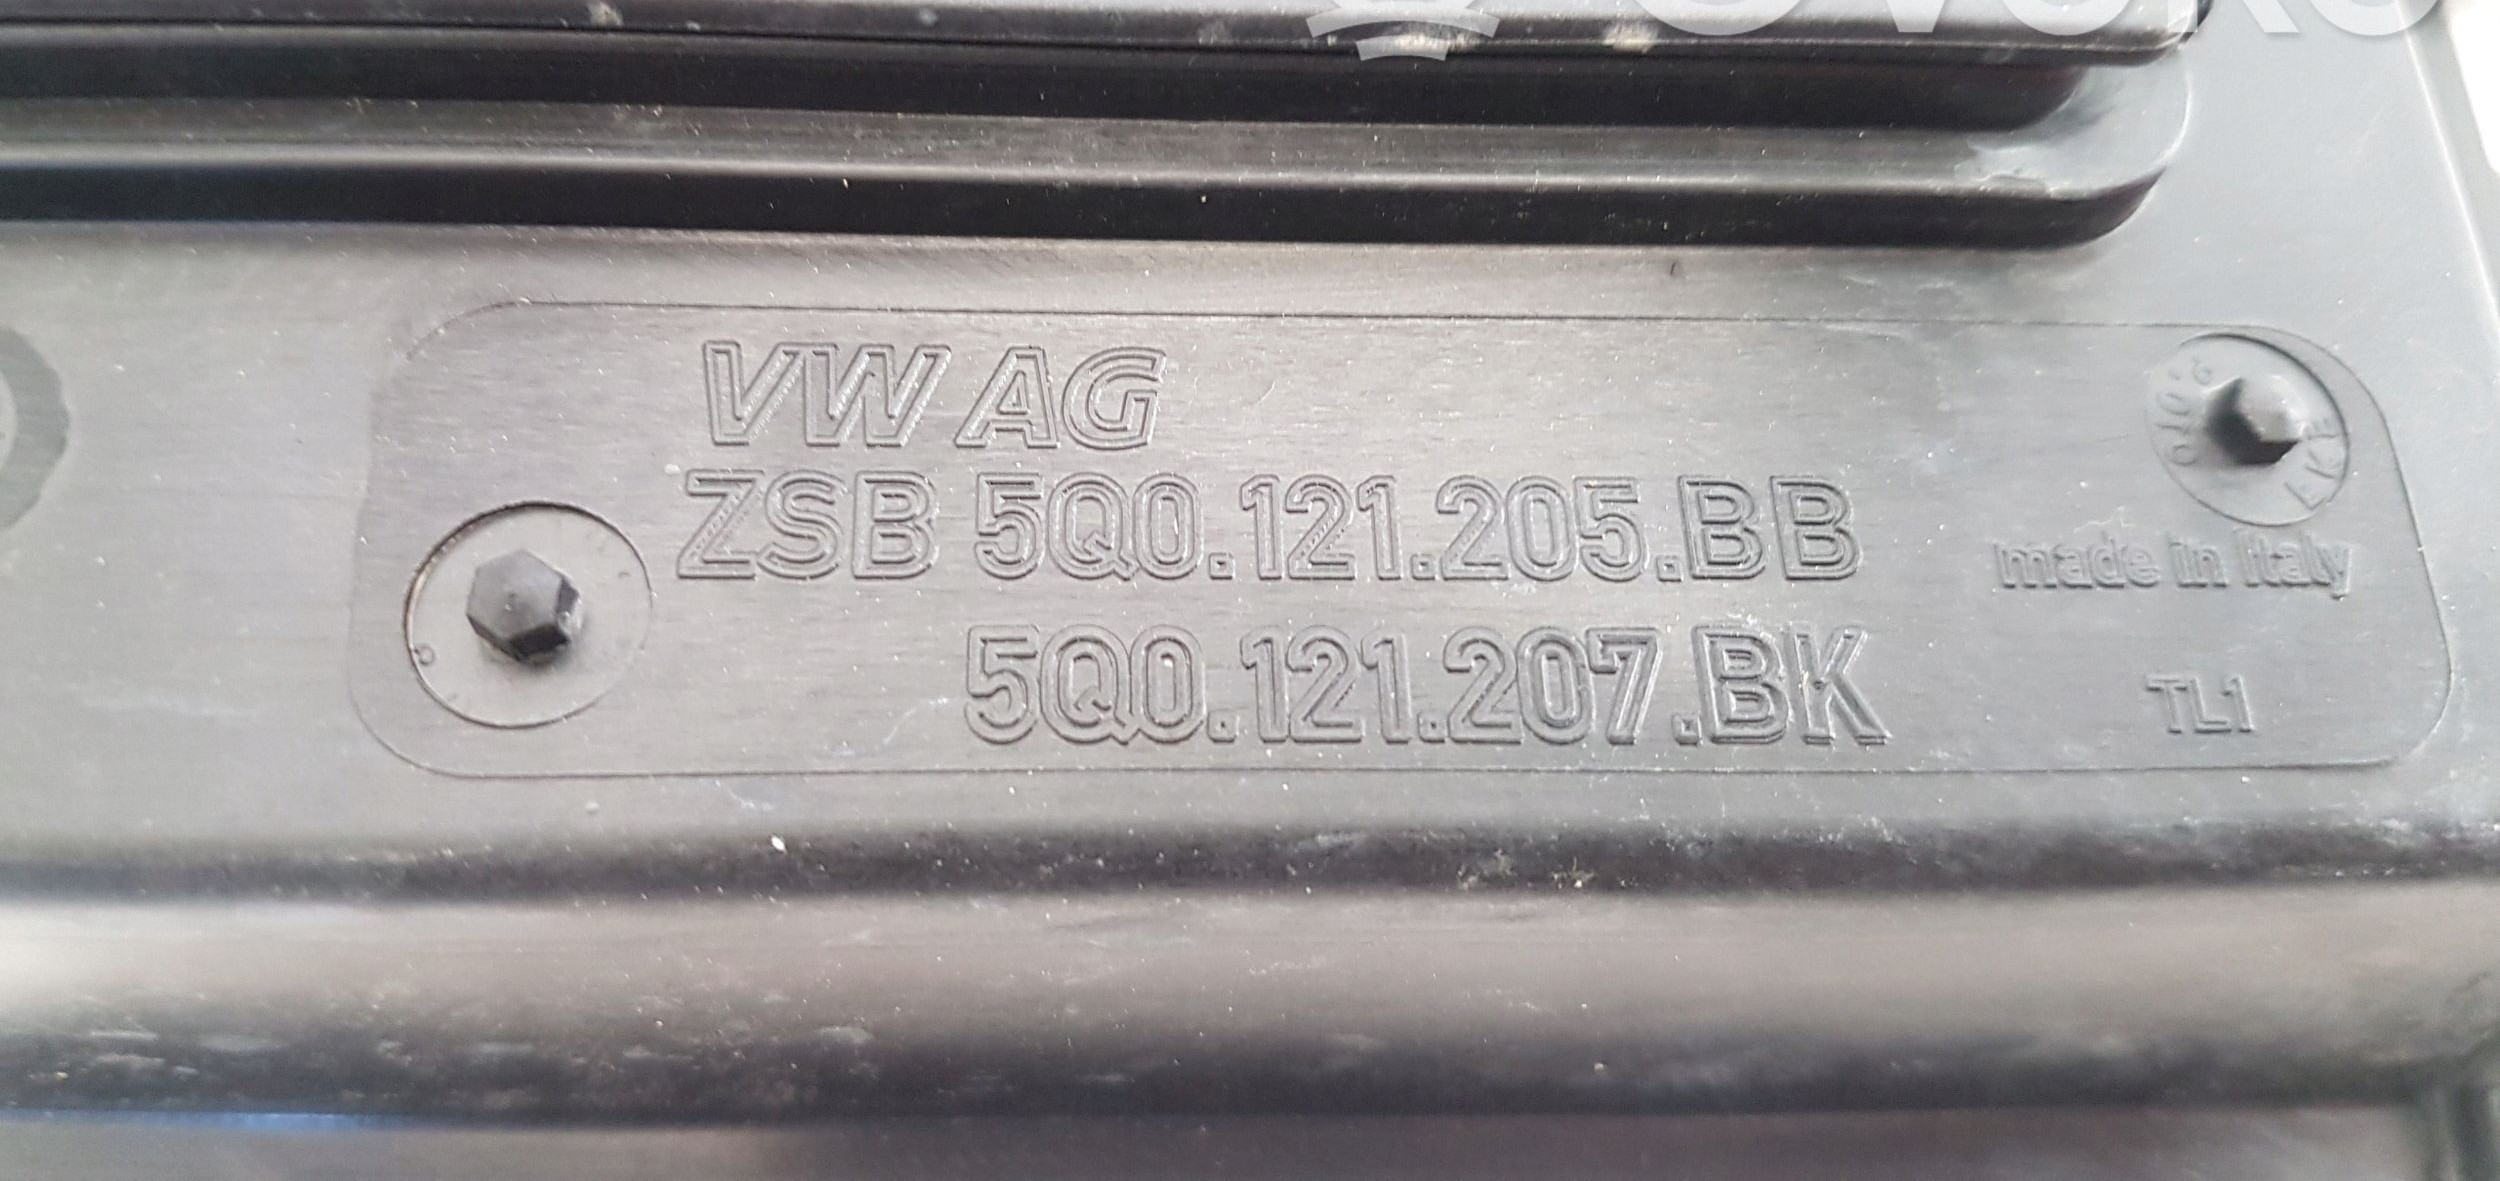 VW AG
ZSB 5Q0.121.205.BB
5Q0.121.207.BK
made in Italy
TL1